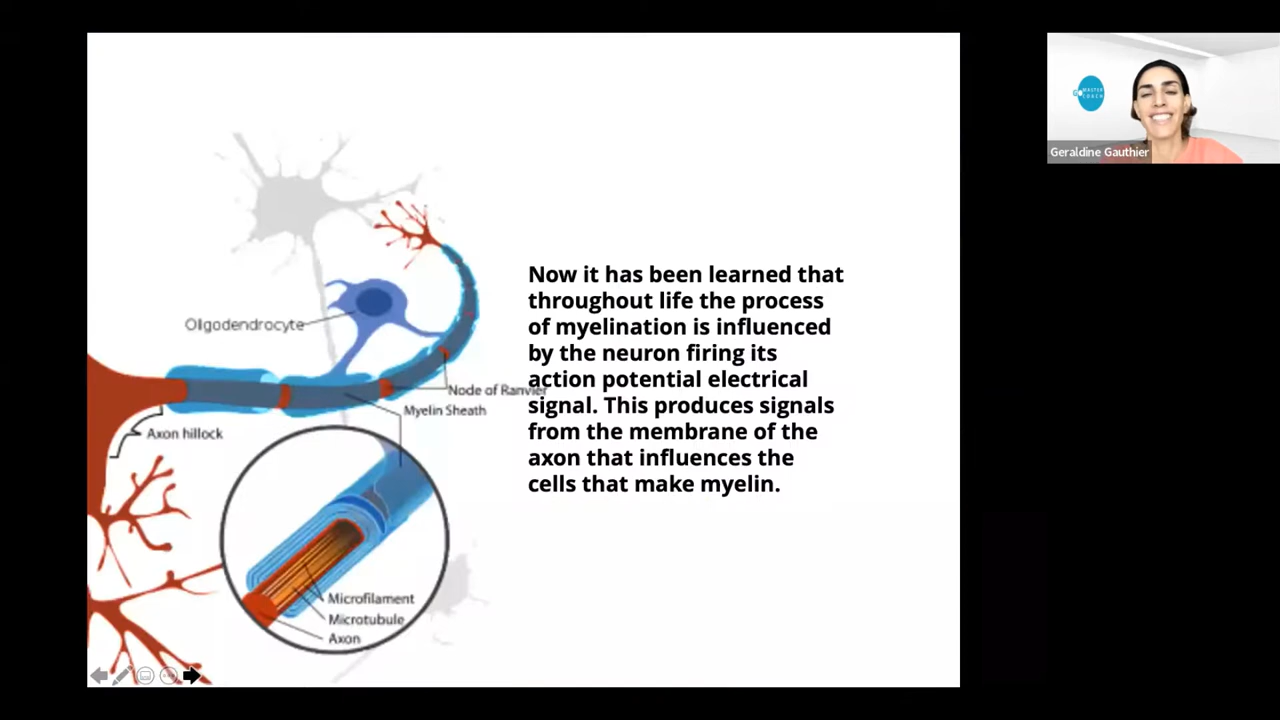 Now it has been learned that
throughout life the process
of myelination is influenced
by the neuron firing its
action potential electrical
signal. This produces signals
from the membrane of the
axon that influences the
cells that make myelin.
Oligodendrocyte
Node of Ranvier
Myelin Sheath
Axon hillock
Microfilament
Microtubule
Axon
MASTER
COACH
Geraldine Gauthier